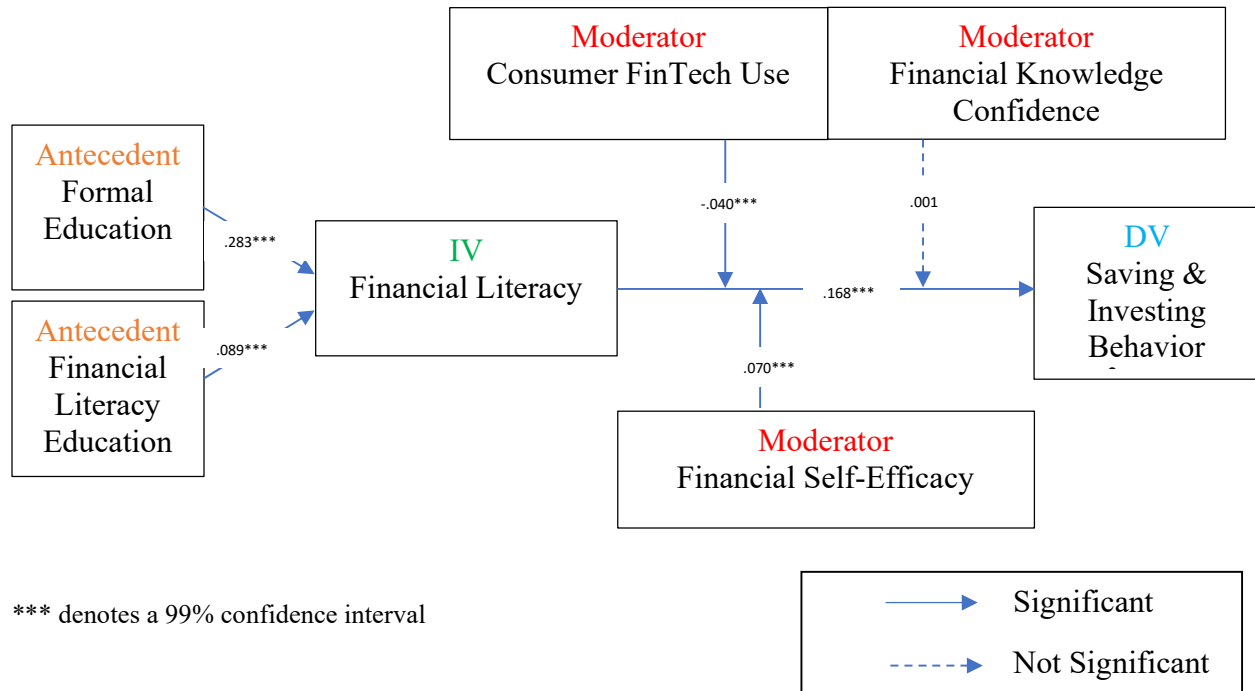 Moderator
Consumer FinTech Use
Moderator
Financial Knowledge
Confidence
Antecedent
Formal
Education
Antecedent
Financial
Literacy
Education
.283***
.089***
IV
Financial Literacy
-.040***
.001
.168***
.070***
DV
Saving &
Investing
Behavior
Moderator
Financial Self-Efficacy
*** denotes a 99% confidence interval
Significant
Not Significant